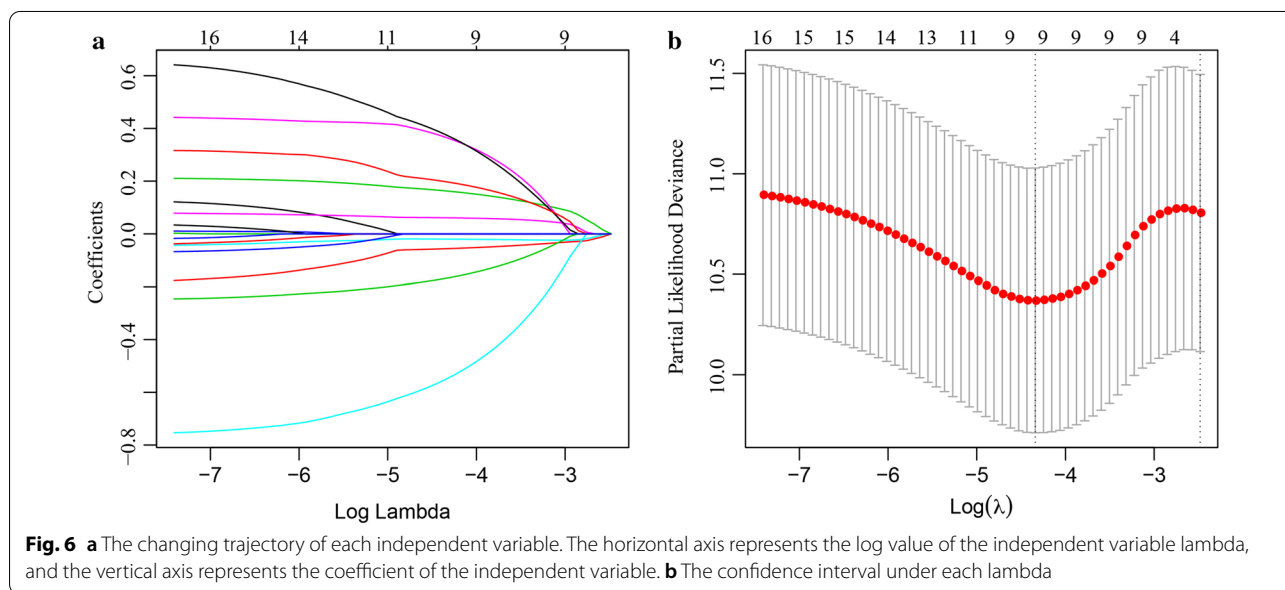 a
16 14 11 9 9
0.6
0.4
0.2
0.0
−0.4
−0.8
Coefficients
−7 −6 −5 −4 −3
Log Lambda
b
16 15 15 14 13 11 9 9 9 9 9 4
11.5
11.0
10.5
10.0
Partial Likelihood Deviance
−7 −6 −5 −4 −3
Log(λ)
Fig. 6 a The changing trajectory of each independent variable. The horizontal axis represents the log value of the independent variable lambda,
and the vertical axis represents the coefficient of the independent variable. b The confidence interval under each lambda